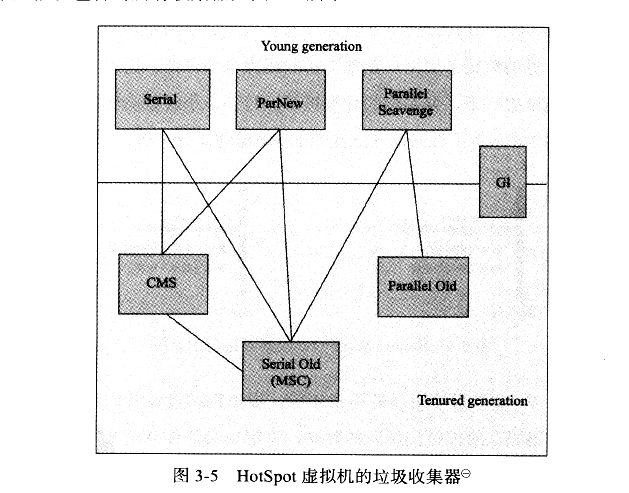 Young generation
Serial
ParNew
Parallel
Scavenge
G1
CMS
Parallel Old
Serial Old
(MSC)
Tenured generation
图 3-5 HotSpot 虚拟机的垃圾收集器㊀